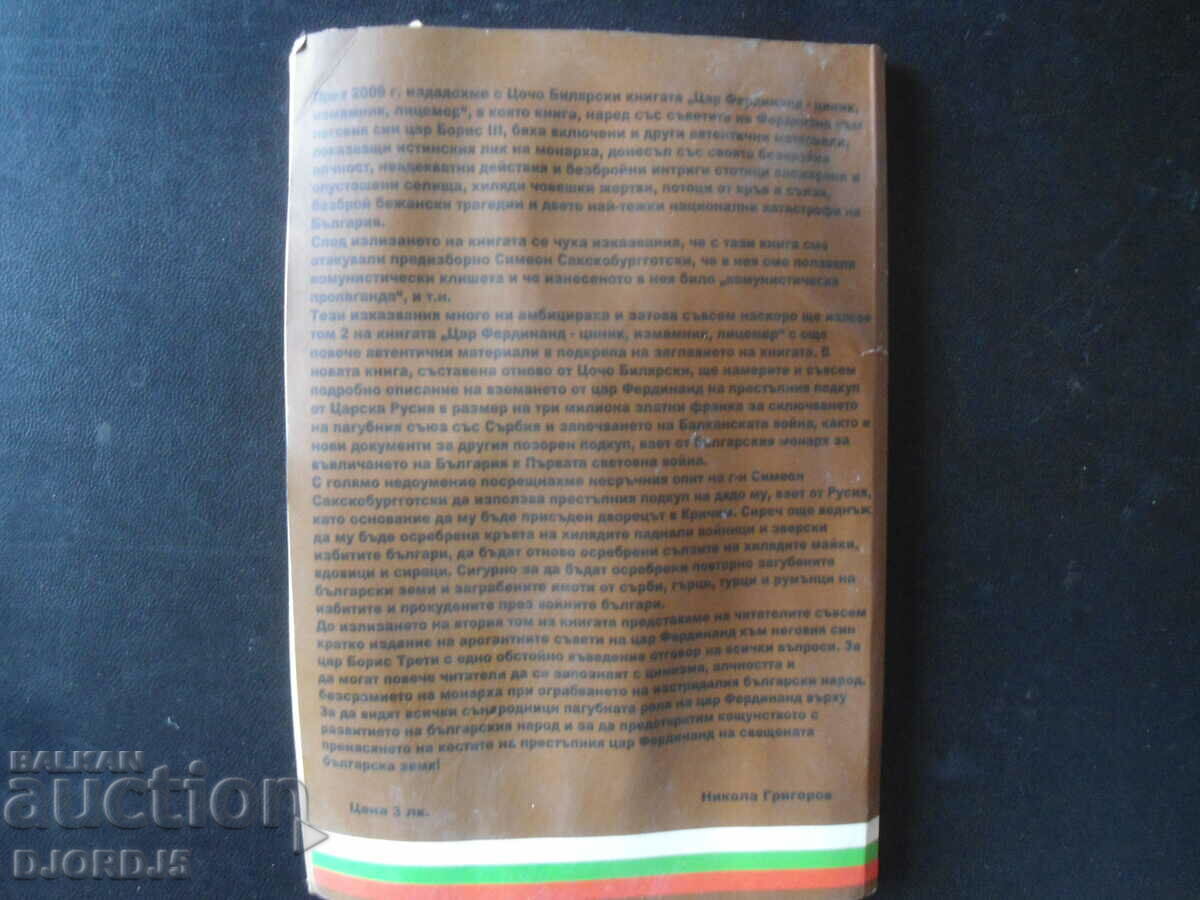 През 2009 г. издадохме с Цочо Билярски книгата „Цар Фердинанд - циник,
измамник, лицемер“, в която книга, наред със съветите на Фердинанд към
неговия син цар Борис III, бяха включени и други автентични материали,
показващи истинския лик на монарха, донесъл със своята безкрайна
алчност, неадекватни действия и безбройни интриги стотици опожарени и
опустошени селища, хиляди човешки жертви, потоци от кръв и сълзи,
безброй бежански трагедии и двете най-тежки национални катастрофи на
България.
След излизането на книгата се чуха изказвания, че с тази книга сме
атакували предизборно Симеон Сакскобургготски, че в нея сме ползвали
комунистически клишета и че изнесеното в нея било „комунистическа
пропаганда“, и т.н.
Тези изказвания много ни амбицираха и затова съвсем наскоро ще излезе
том 2 на книгата „Цар Фердинанд - циник, измамник, лицемер“ с още
повече автентични материали в подкрепа на заглавието на книгата. В
новата книга, съставена отново от Цочо Билярски, ще намерите и съвсем
подробно описание на вземането от цар Фердинанд на престъпния подкуп
от Царска Русия в размер на три милиона златни франка за сключването
на пагубния съюз със Сърбия и започването на Балканската война, както и
нови документи за другия позорен подкуп, взет от българския монарх за
въвличането на България в Първата световна война.
С голямо недоумение посрещнахме несръчния опит на г-н Симеон
Сакскобургготски да използва престъпния подкуп на дядо му, взет от Русия,
като основание да му бъде присъден дворецът в Кричим. Сиреч още веднъж
да му бъде осребрена кръвта на хилядите паднали войници и зверски
избитите българи, да бъдат отново осребрени сълзите на хилядите майки,
вдовици и сираци. Сигурно за да бъдат осребрени повторно загубените
български земи и заграбените имоти от сърби, гърци, турци и румънци на
избитите и прокудените през войните българи.
До излизането на втория том на книгата представяме на читателите съвсем
кратко издание на арогантните съвети на цар Фердинанд към неговия син
цар Борис Трети с едно обстойно въведение отговор на всички въпроси. За
да могат повече читатели да се запознаят с цинизма, алчността и
безсрамието на монарха при ограбването на изстрадалия български народ.
За да видят всички сънародници пагубната роля на цар Фердинанд върху
развитието на българския народ и за да предотвратим кощунството с
пренасянето на костите на престъпния цар Фердинанд на свещената
българска земя!
Никола Григоров
Цена 3 лв.
BALKAN
auction
DJORDJ5